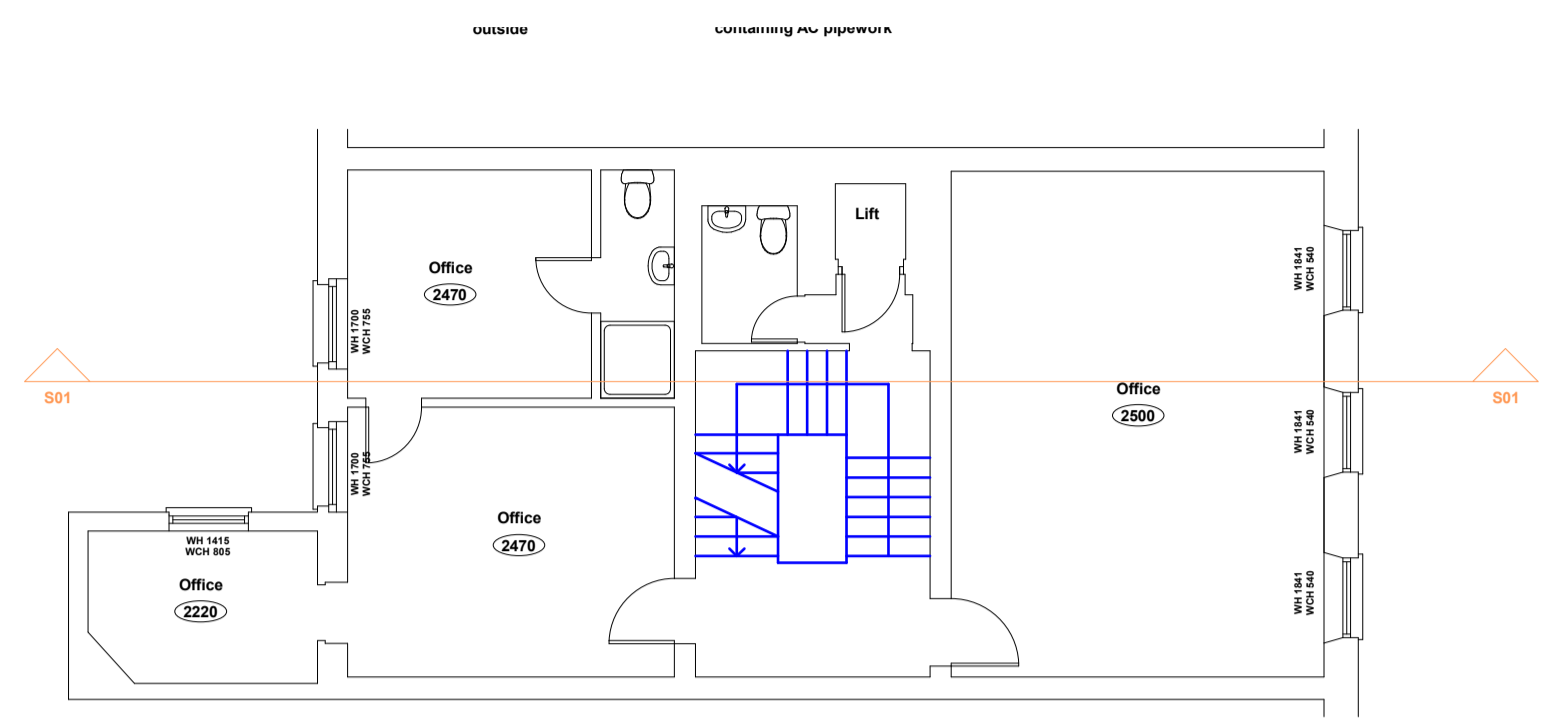 outside
containing AC pipework
Lift
Office
2470
WH 1700
WCH 755
WH 1841
WCH 540
S01
S01
Office
2500
WH 1841
WCH 540
WH 1700
WCH 755
Office
2470
WH 1415
WCH 805
Office
2220
WH 1841
WCH 540